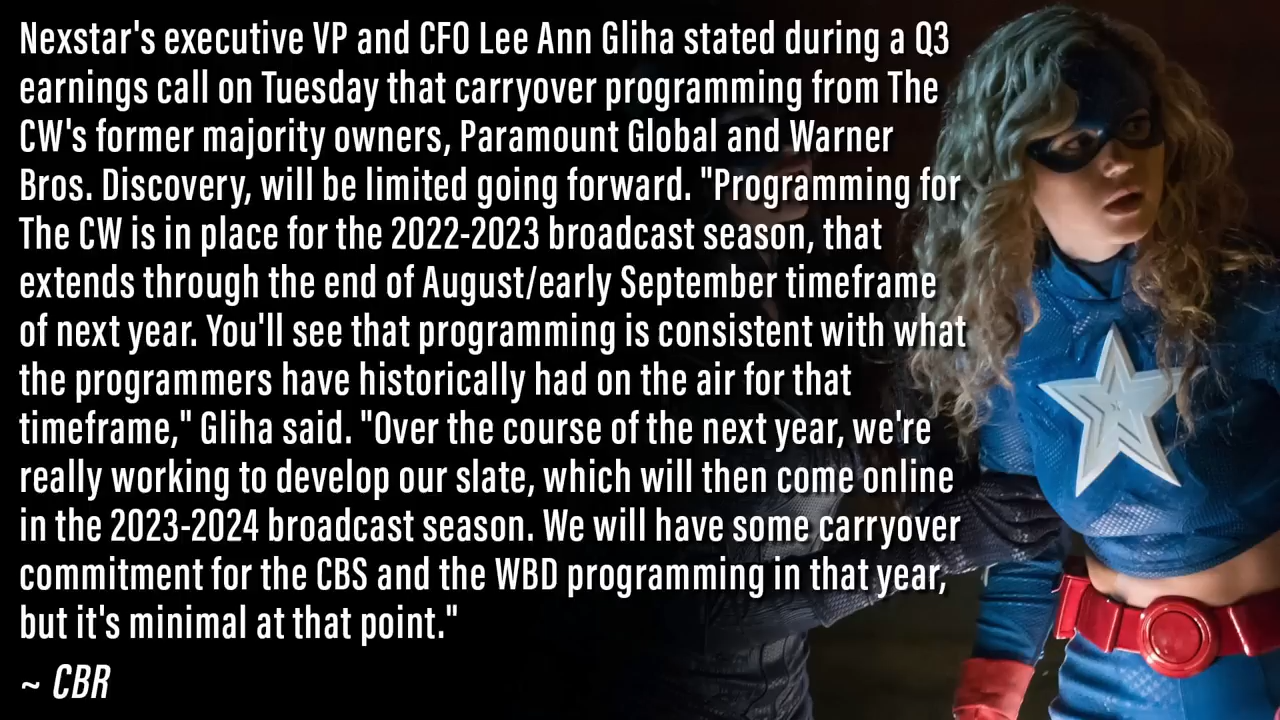 Nexstar's executive VP and CFO Lee Ann Gliha stated during a Q3
earnings call on Tuesday that carryover programming from The
CW's former majority owners, Paramount Global and Warner
Bros. Discovery, will be limited going forward. "Programming for
The CW is in place for the 2022-2023 broadcast season, that
extends through the end of August/early September timeframe
of next year. You'll see that programming is consistent with what
the programmers have historically had on the air for that
timeframe," Gliha said. "Over the course of the next year, we're
really working to develop our slate, which will then come online
in the 2023-2024 broadcast season. We will have some carryover
commitment for the CBS and the WBD programming in that year,
but it's minimal at that point."
~ CBR